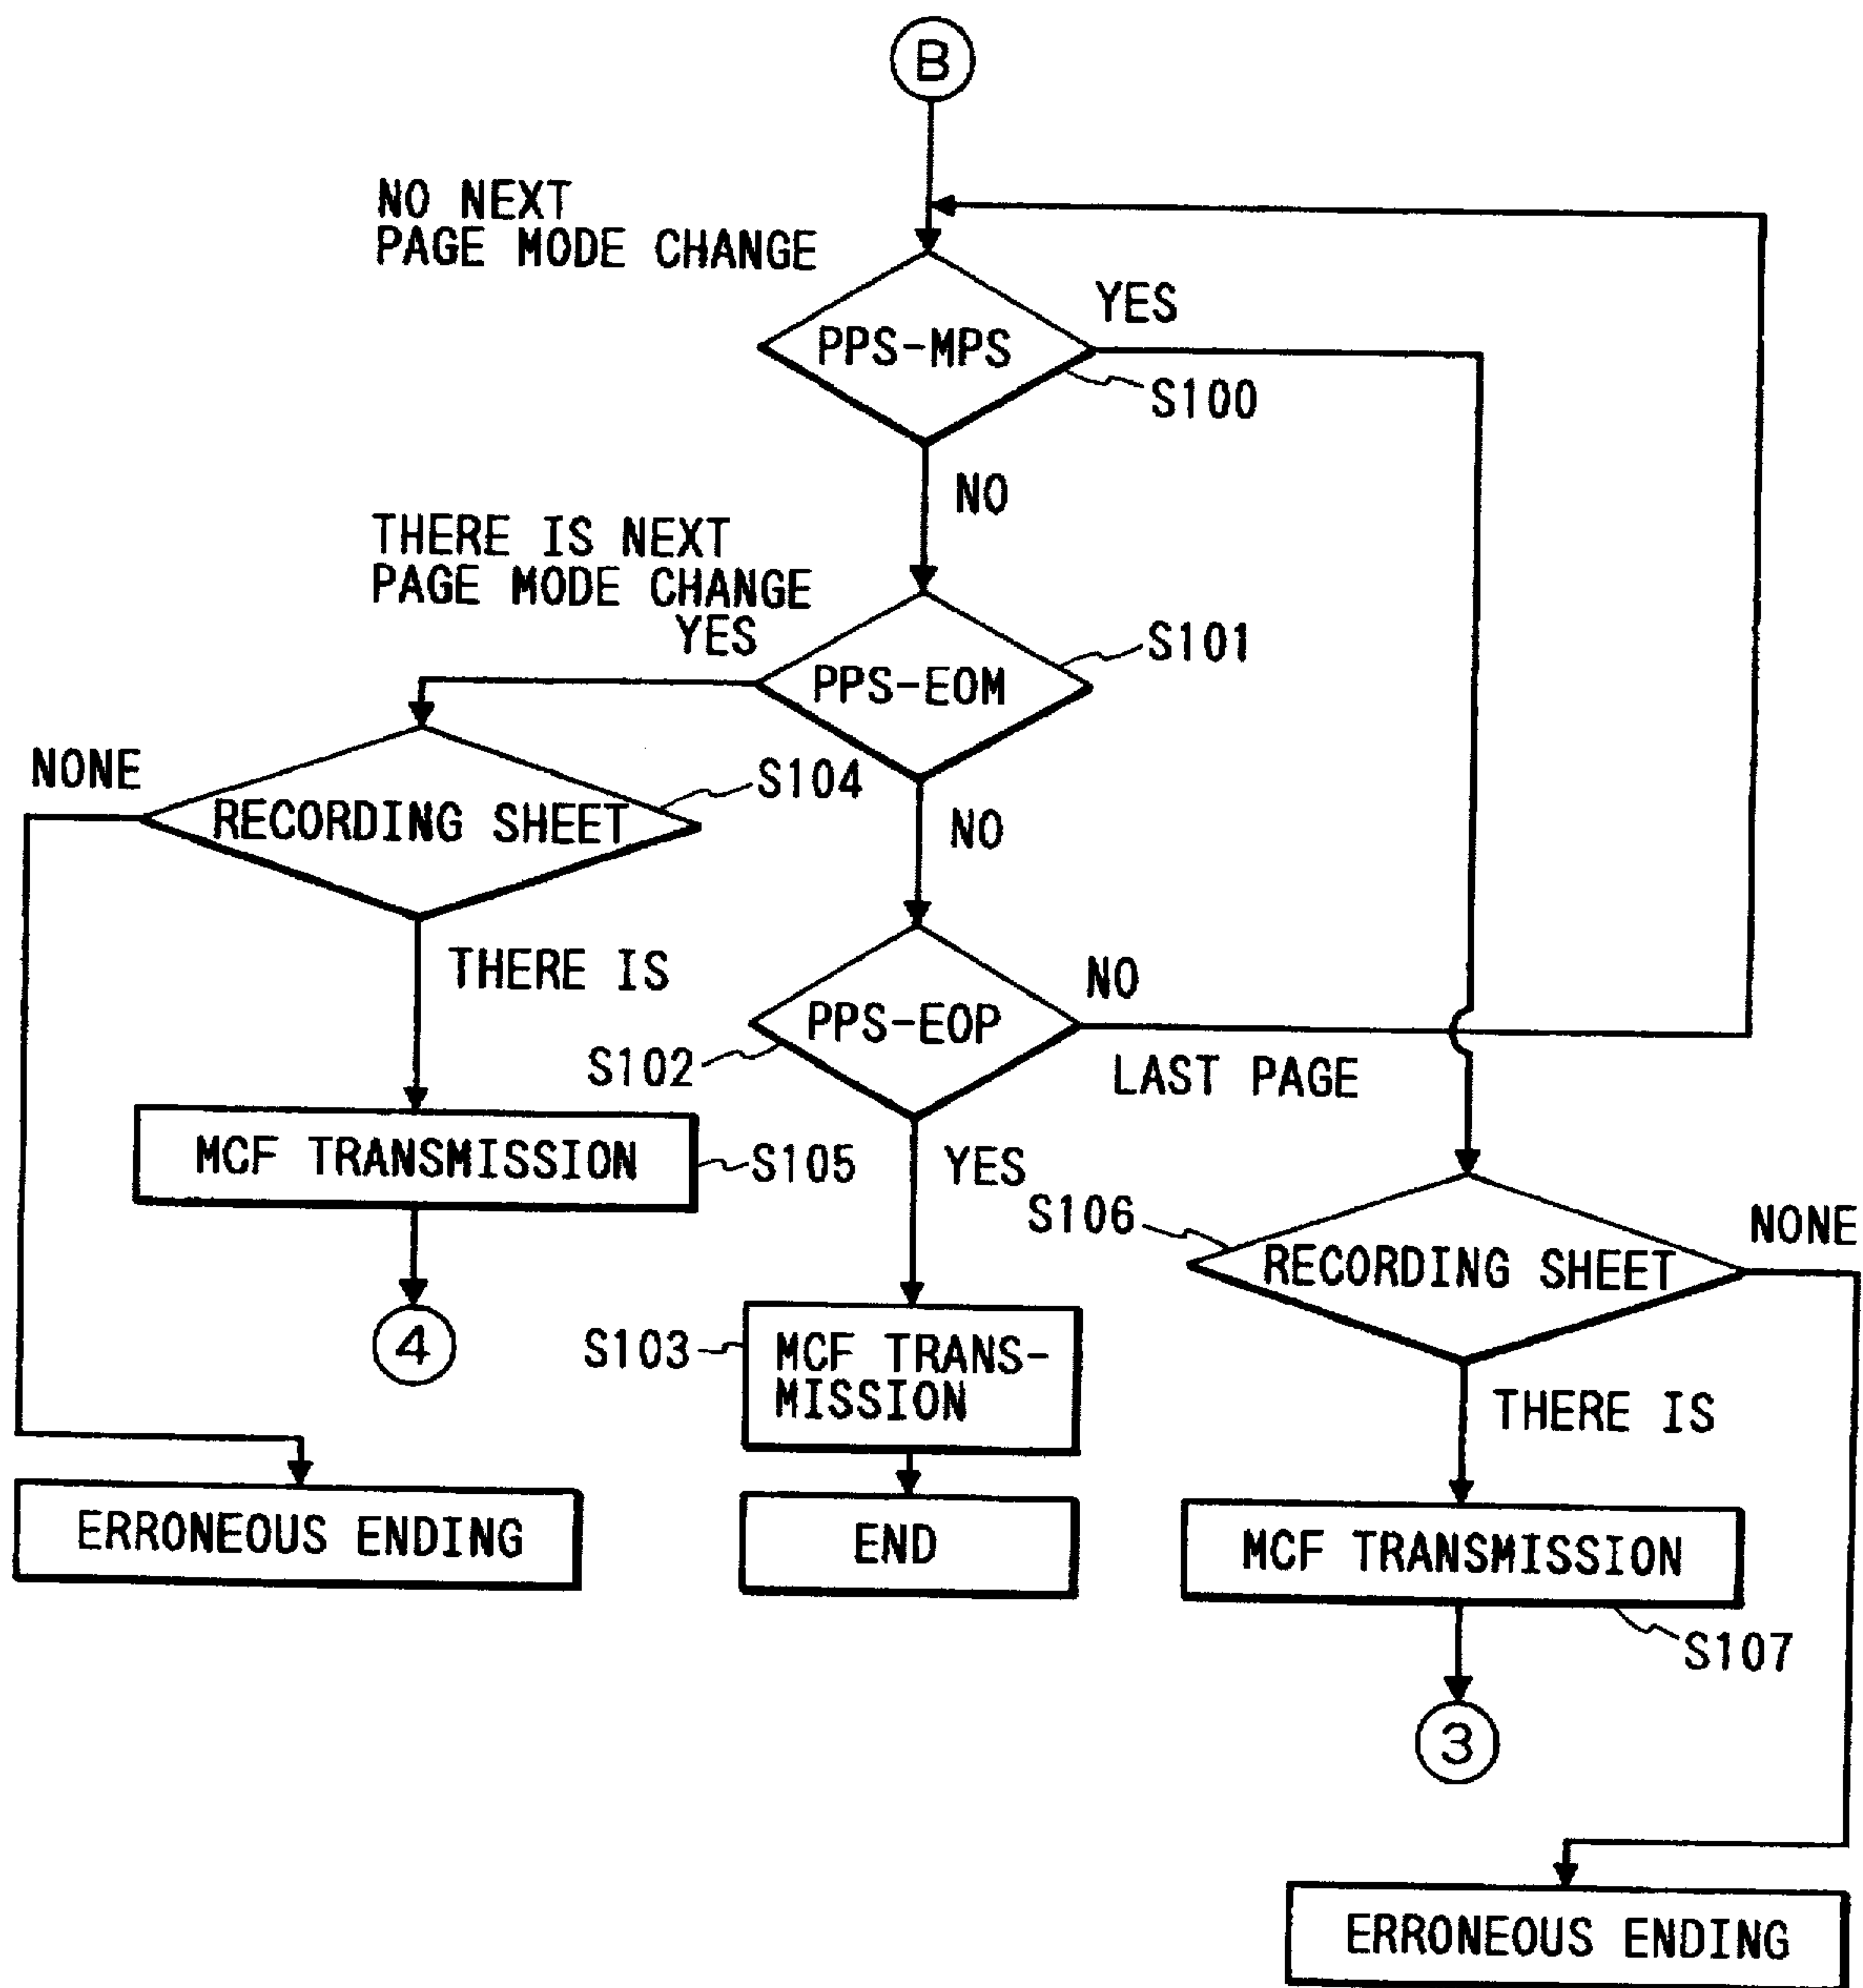 B
NO NEXT
PAGE MODE CHANGE
YES
PPS-MPS
S100
NO
THERE IS NEXT
PAGE MODE CHANGE
YES
S101
PPS-EOM
NONE
S104
RECORDING SHEET
NO
THERE IS
NO
PPS-EOP
S102
LAST PAGE
MCF TRANSMISSION
S105
YES
S106
NONE
RECORDING SHEET
4
S103
MCF TRANS-
MISSION
THERE IS
ERRONEOUS ENDING
END
MCF TRANSMISSION
S107
3
ERRONEOUS ENDING